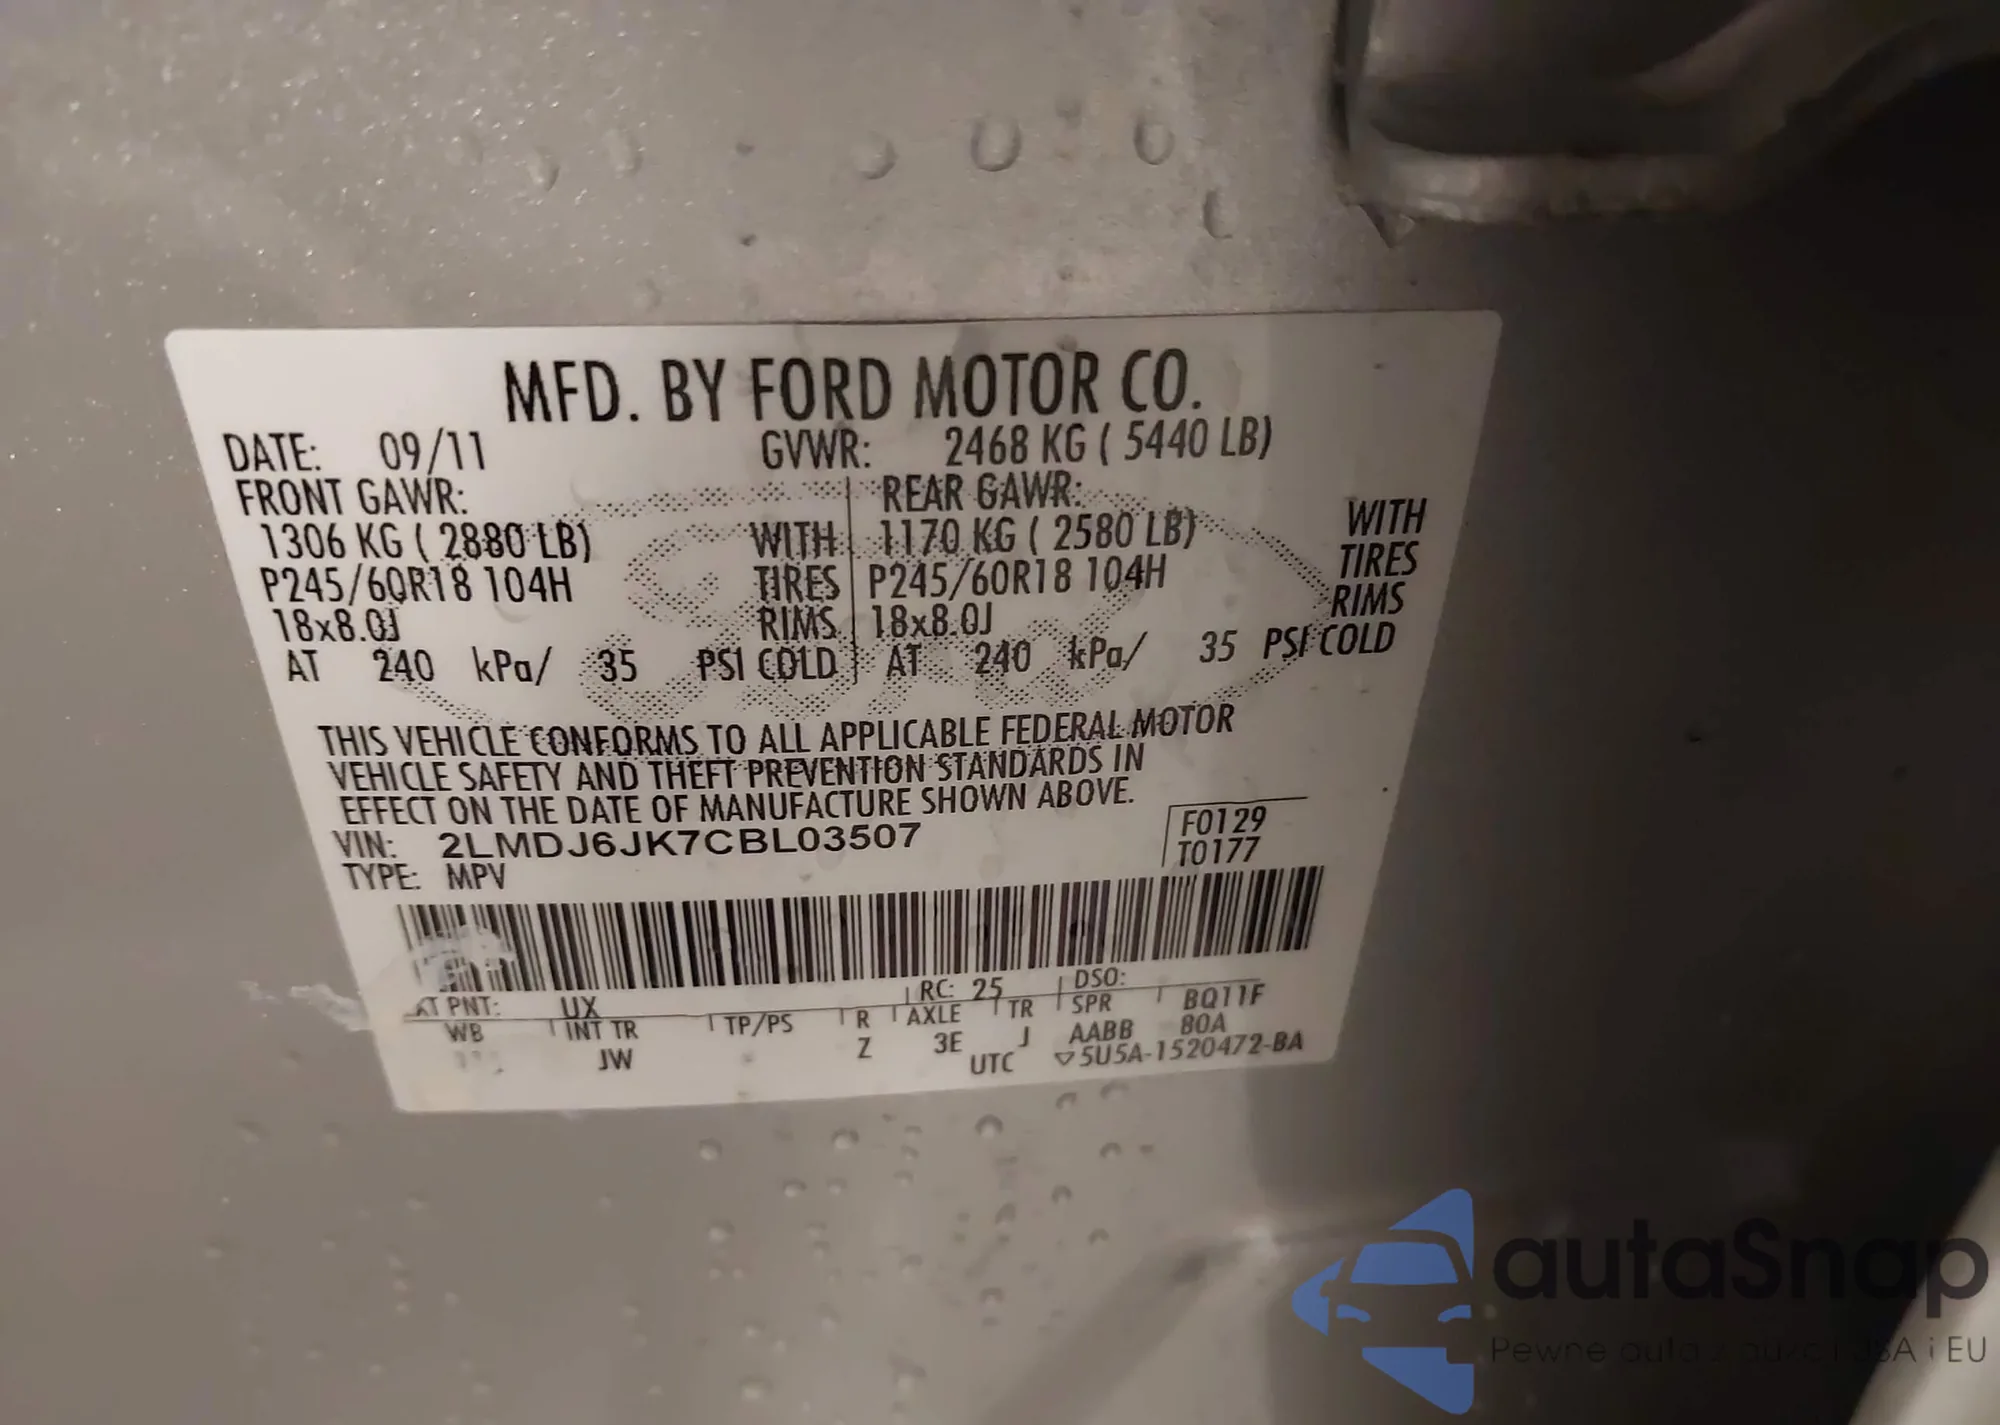 MFD. BY FORD MOTOR CO.
DATE: 09/11 GVWR: 2468 KG ( 5440 LB)
FRONT GAWR: REAR GAWR:
1306 KG ( 2880 LB) WITH 1170 KG ( 2580 LB) WITH
P245/60R18 104H TIRES P245/60R18 104H TIRES
18x8.0J RIMS 18x8.0J RIMS
AT 240 kPa/ 35 PSI COLD AT 240 kPa/ 35 PSI COLD
THIS VEHICLE CONFORMS TO ALL APPLICABLE FEDERAL MOTOR
VEHICLE SAFETY AND THEFT PREVENTION STANDARDS IN
EFFECT ON THE DATE OF MANUFACTURE SHOWN ABOVE.
VIN: 2LMDJ6JK7CBL03507 F0129
TYPE: MPV T0177
PNT: UX RC: 25 DSO:
WB INT TR TP/PS R AXLE TR SPR BQ11F
JW Z 3E J AABB 80A
UTC ▽5U5A-1520472-BA
autaSnap
Pewne auta z USA i EU